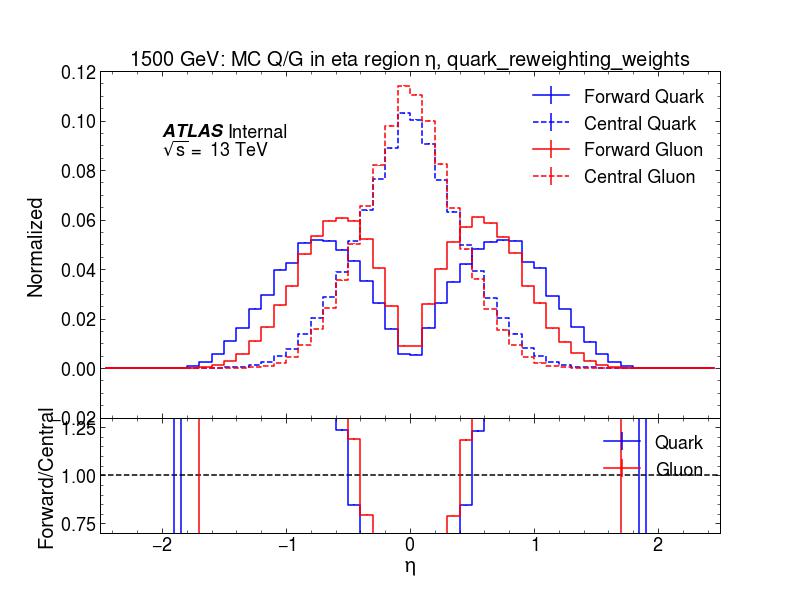 1500 GeV: MC Q/G in eta region η, quark_reweighting_weights
0.12
0.10
0.08
0.06
0.04
0.02
0.00
−0.02
Normalized
ATLAS Internal
√s = 13 TeV
Forward Quark
Central Quark
Forward Gluon
Central Gluon
1.25
1.00
0.75
Forward/Central
Quark
Gluon
−2 −1 0 1 2
η